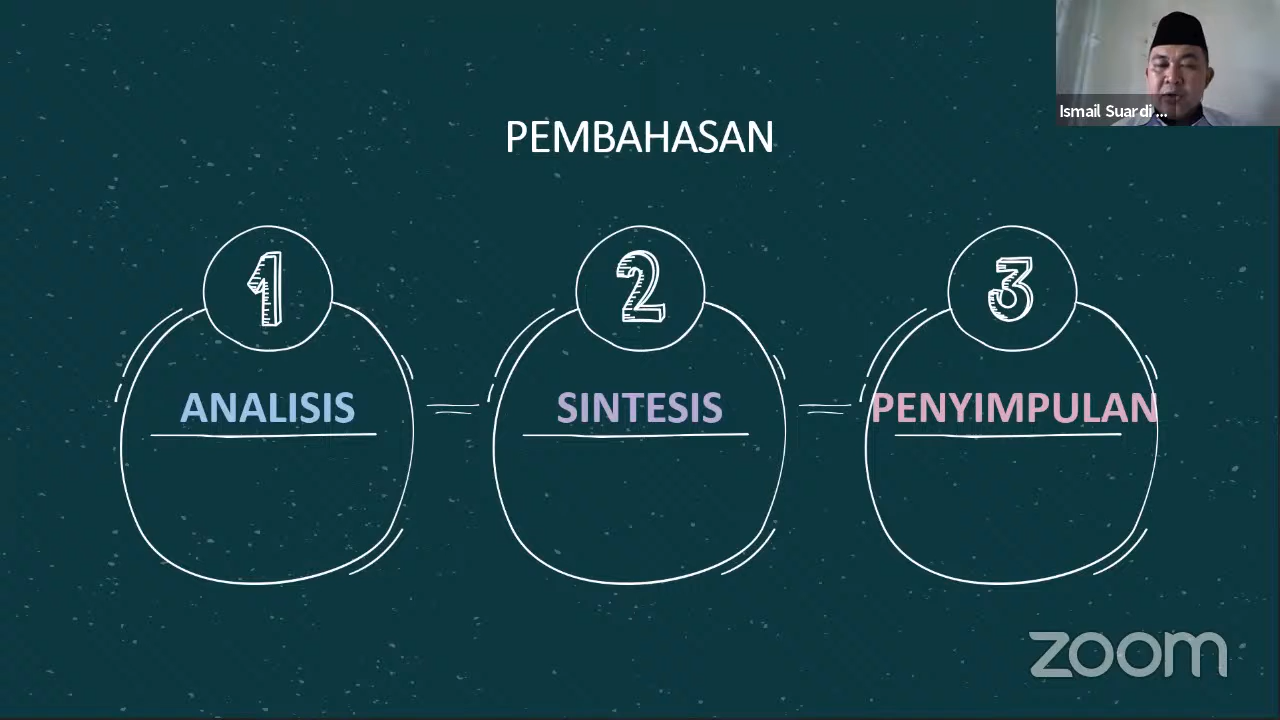 Ismail Suardi ...
PEMBAHASAN
1
2
3
ANALISIS
SINTESIS
PENYIMPULAN
zoom